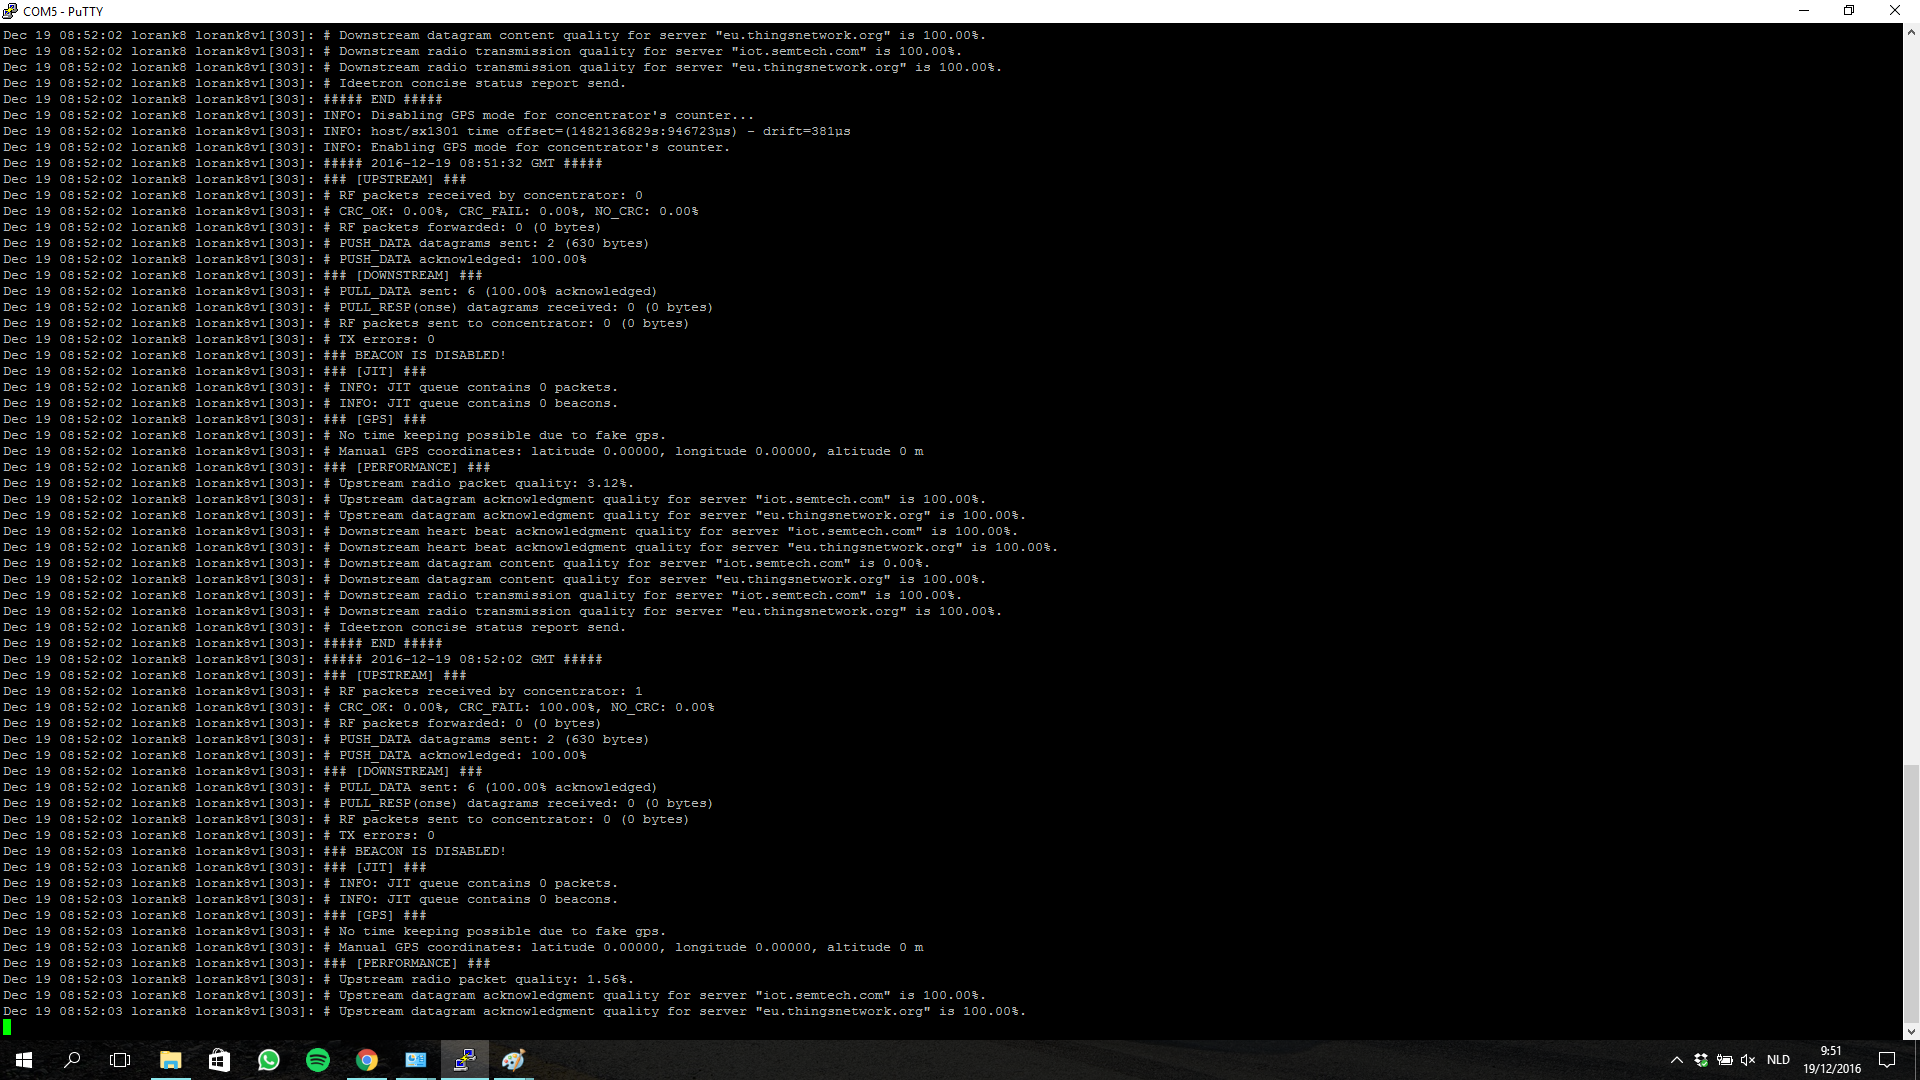 COM5 - PuTTY
Dec 19 08:52:02 lorank8 lorank8v1[303]: # Downstream datagram content quality for server "eu.thingsnetwork.org" is 100.00%.
Dec 19 08:52:02 lorank8 lorank8v1[303]: # Downstream radio transmission quality for server "iot.semtech.com" is 100.00%.
Dec 19 08:52:02 lorank8 lorank8v1[303]: # Downstream radio transmission quality for server "eu.thingsnetwork.org" is 100.00%.
Dec 19 08:52:02 lorank8 lorank8v1[303]: # Ideetron concise status report send.
Dec 19 08:52:02 lorank8 lorank8v1[303]: ##### END #####
Dec 19 08:52:02 lorank8 lorank8v1[303]: INFO: Disabling GPS mode for concentrator's counter...
Dec 19 08:52:02 lorank8 lorank8v1[303]: INFO: host/sx1301 time offset=(1482136829s:946723µs) - drift=381µs
Dec 19 08:52:02 lorank8 lorank8v1[303]: INFO: Enabling GPS mode for concentrator's counter.
Dec 19 08:52:02 lorank8 lorank8v1[303]: ##### 2016-12-19 08:51:32 GMT #####
Dec 19 08:52:02 lorank8 lorank8v1[303]: ### [UPSTREAM] ###
Dec 19 08:52:02 lorank8 lorank8v1[303]: # RF packets received by concentrator: 0
Dec 19 08:52:02 lorank8 lorank8v1[303]: # CRC_OK: 0.00%, CRC_FAIL: 0.00%, NO_CRC: 0.00%
Dec 19 08:52:02 lorank8 lorank8v1[303]: # RF packets forwarded: 0 (0 bytes)
Dec 19 08:52:02 lorank8 lorank8v1[303]: # PUSH_DATA datagrams sent: 2 (630 bytes)
Dec 19 08:52:02 lorank8 lorank8v1[303]: # PUSH_DATA acknowledged: 100.00%
Dec 19 08:52:02 lorank8 lorank8v1[303]: ### [DOWNSTREAM] ###
Dec 19 08:52:02 lorank8 lorank8v1[303]: # PULL_DATA sent: 6 (100.00% acknowledged)
Dec 19 08:52:02 lorank8 lorank8v1[303]: # PULL_RESP(onse) datagrams received: 0 (0 bytes)
Dec 19 08:52:02 lorank8 lorank8v1[303]: # RF packets sent to concentrator: 0 (0 bytes)
Dec 19 08:52:02 lorank8 lorank8v1[303]: # TX errors: 0
Dec 19 08:52:02 lorank8 lorank8v1[303]: ### BEACON IS DISABLED!
Dec 19 08:52:02 lorank8 lorank8v1[303]: ### [JIT] ###
Dec 19 08:52:02 lorank8 lorank8v1[303]: # INFO: JIT queue contains 0 packets.
Dec 19 08:52:02 lorank8 lorank8v1[303]: # INFO: JIT queue contains 0 beacons.
Dec 19 08:52:02 lorank8 lorank8v1[303]: ### [GPS] ###
Dec 19 08:52:02 lorank8 lorank8v1[303]: # No time keeping possible due to fake gps.
Dec 19 08:52:02 lorank8 lorank8v1[303]: # Manual GPS coordinates: latitude 0.00000, longitude 0.00000, altitude 0 m
Dec 19 08:52:02 lorank8 lorank8v1[303]: ### [PERFORMANCE] ###
Dec 19 08:52:02 lorank8 lorank8v1[303]: # Upstream radio packet quality: 3.12%.
Dec 19 08:52:02 lorank8 lorank8v1[303]: # Upstream datagram acknowledgment quality for server "iot.semtech.com" is 100.00%.
Dec 19 08:52:02 lorank8 lorank8v1[303]: # Upstream datagram acknowledgment quality for server "eu.thingsnetwork.org" is 100.00%.
Dec 19 08:52:02 lorank8 lorank8v1[303]: # Downstream heart beat acknowledgment quality for server "iot.semtech.com" is 100.00%.
Dec 19 08:52:02 lorank8 lorank8v1[303]: # Downstream heart beat acknowledgment quality for server "eu.thingsnetwork.org" is 100.00%.
Dec 19 08:52:02 lorank8 lorank8v1[303]: # Downstream datagram content quality for server "iot.semtech.com" is 0.00%.
Dec 19 08:52:02 lorank8 lorank8v1[303]: # Downstream datagram content quality for server "eu.thingsnetwork.org" is 100.00%.
Dec 19 08:52:02 lorank8 lorank8v1[303]: # Downstream radio transmission quality for server "iot.semtech.com" is 100.00%.
Dec 19 08:52:02 lorank8 lorank8v1[303]: # Downstream radio transmission quality for server "eu.thingsnetwork.org" is 100.00%.
Dec 19 08:52:02 lorank8 lorank8v1[303]: # Ideetron concise status report send.
Dec 19 08:52:02 lorank8 lorank8v1[303]: ##### END #####
Dec 19 08:52:02 lorank8 lorank8v1[303]: ##### 2016-12-19 08:52:02 GMT #####
Dec 19 08:52:02 lorank8 lorank8v1[303]: ### [UPSTREAM] ###
Dec 19 08:52:02 lorank8 lorank8v1[303]: # RF packets received by concentrator: 1
Dec 19 08:52:02 lorank8 lorank8v1[303]: # CRC_OK: 0.00%, CRC_FAIL: 100.00%, NO_CRC: 0.00%
Dec 19 08:52:02 lorank8 lorank8v1[303]: # RF packets forwarded: 0 (0 bytes)
Dec 19 08:52:02 lorank8 lorank8v1[303]: # PUSH_DATA datagrams sent: 2 (630 bytes)
Dec 19 08:52:02 lorank8 lorank8v1[303]: # PUSH_DATA acknowledged: 100.00%
Dec 19 08:52:02 lorank8 lorank8v1[303]: ### [DOWNSTREAM] ###
Dec 19 08:52:02 lorank8 lorank8v1[303]: # PULL_DATA sent: 6 (100.00% acknowledged)
Dec 19 08:52:02 lorank8 lorank8v1[303]: # PULL_RESP(onse) datagrams received: 0 (0 bytes)
Dec 19 08:52:02 lorank8 lorank8v1[303]: # RF packets sent to concentrator: 0 (0 bytes)
Dec 19 08:52:03 lorank8 lorank8v1[303]: # TX errors: 0
Dec 19 08:52:03 lorank8 lorank8v1[303]: ### BEACON IS DISABLED!
Dec 19 08:52:03 lorank8 lorank8v1[303]: ### [JIT] ###
Dec 19 08:52:03 lorank8 lorank8v1[303]: # INFO: JIT queue contains 0 packets.
Dec 19 08:52:03 lorank8 lorank8v1[303]: # INFO: JIT queue contains 0 beacons.
Dec 19 08:52:03 lorank8 lorank8v1[303]: ### [GPS] ###
Dec 19 08:52:03 lorank8 lorank8v1[303]: # No time keeping possible due to fake gps.
Dec 19 08:52:03 lorank8 lorank8v1[303]: # Manual GPS coordinates: latitude 0.00000, longitude 0.00000, altitude 0 m
Dec 19 08:52:03 lorank8 lorank8v1[303]: ### [PERFORMANCE] ###
Dec 19 08:52:03 lorank8 lorank8v1[303]: # Upstream radio packet quality: 1.56%.
Dec 19 08:52:03 lorank8 lorank8v1[303]: # Upstream datagram acknowledgment quality for server "iot.semtech.com" is 100.00%.
Dec 19 08:52:03 lorank8 lorank8v1[303]: # Upstream datagram acknowledgment quality for server "eu.thingsnetwork.org" is 100.00%.
NLD
9:51
19/12/2016